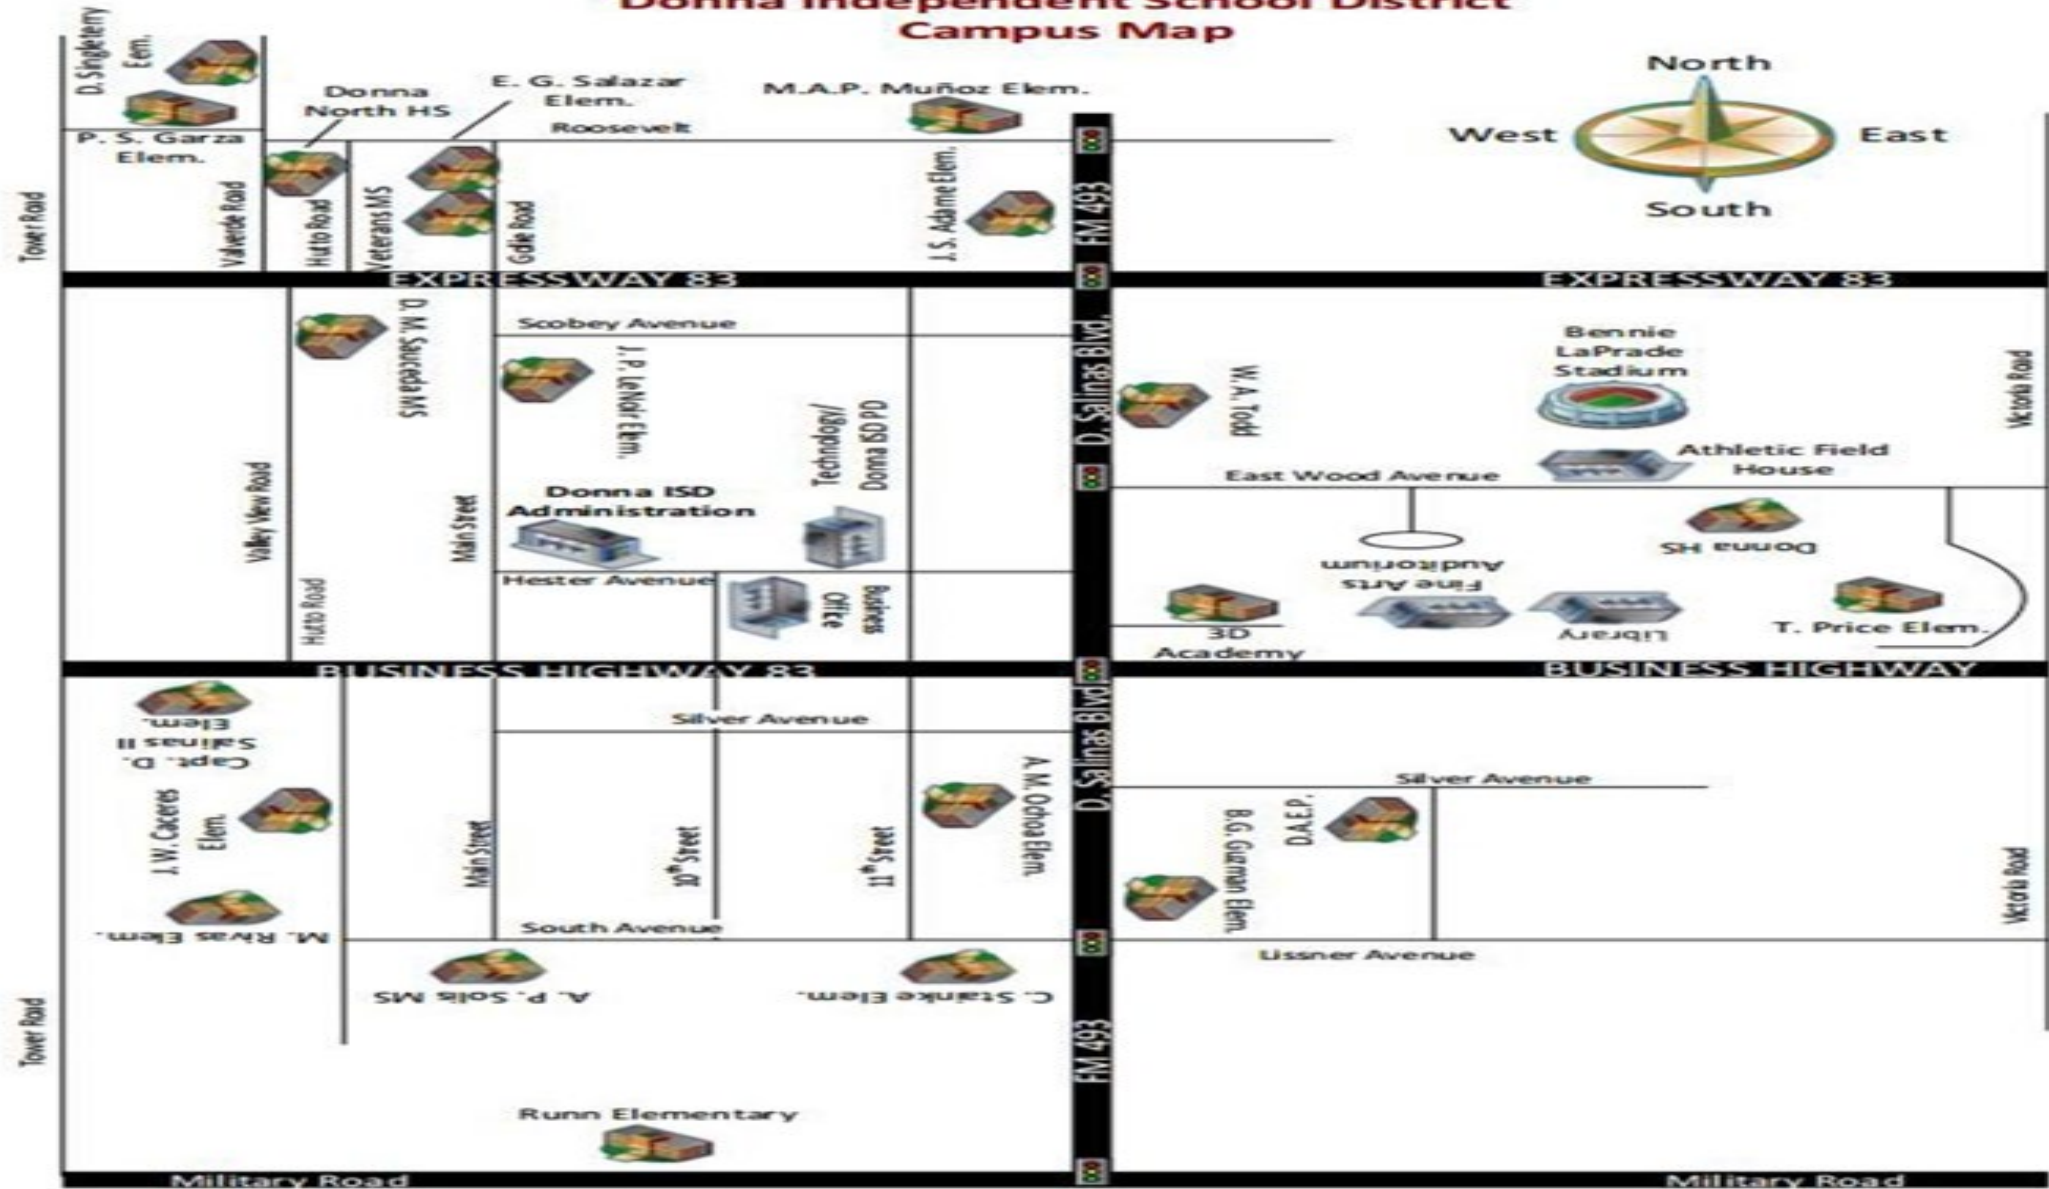 Donna Independent School District
Campus Map
D. Singleterry
Eem.
P. S. Garza
Elem.
Donna
North HS
E. G. Salazar
Elem.
Roosevelt
M.A.P. Muñoz Elem.
North
West
East
South
Tower Road
Valverde Road
Hutto Road
Veterans MS
Goldie Road
J. S. Adame Elem.
FM 493
EXPRESSWAY 83
EXPRESSWAY 83
D. M. Sauceda MS
Scobey Avenue
J. P. LeNoir Elem.
Technology/
Donna ISD PD
Donna ISD
Administration
Valley View Road
Hutto Road
Main Street
Hester Avenue
Business
Office
D. Salinas Blvd.
W. A. Todd
Bennie
LaPrade
Stadium
Athletic Field
House
Victoria Road
East Wood Avenue
Fine Arts
Auditorium
Donna HS
3D
Academy
Library
T. Price Elem.
BUSINESS HIGHWAY 83
BUSINESS HIGHWAY
Capt. D.
Salinas II
Elem.
J. W. Caceres
Elem.
M. Rivas Elem.
Silver Avenue
Main Street
10th Street
11th Street
A. M. Ochoa Elem.
D. Salinas Blvd
Silver Avenue
B.G. Guzman Elem.
D.A.E.P.
Victoria Road
South Avenue
Lissner Avenue
A. P. Solis MS
C. Stainke Elem.
Tower Road
FM 493
Runn Elementary
Military Road
Military Road